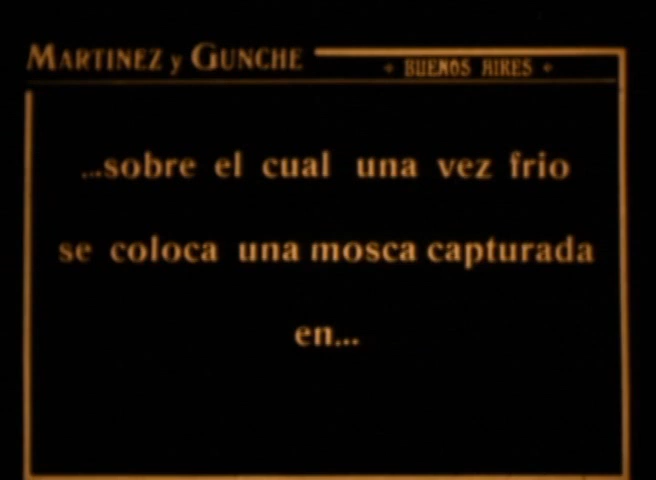 MARTINEZ y GUNCHE
BUENOS AIRES
...sobre el cual una vez frio
se coloca una mosca capturada
en...